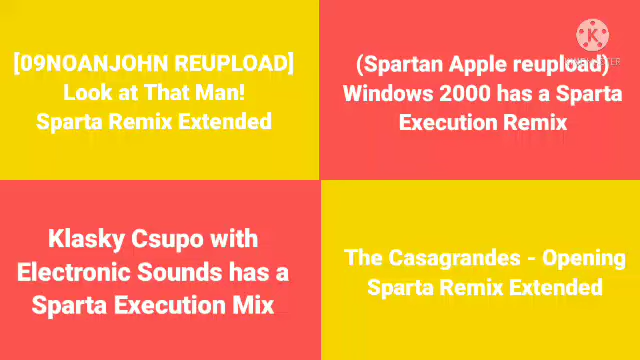 [09NOANJOHN REUPLOAD]
Look at That Man!
Sparta Remix Extended
(Spartan Apple reupload)
Windows 2000 has a Sparta
Execution Remix
Klasky Csupo with
Electronic Sounds has a
Sparta Execution Mix
The Casagrandes - Opening
Sparta Remix Extended